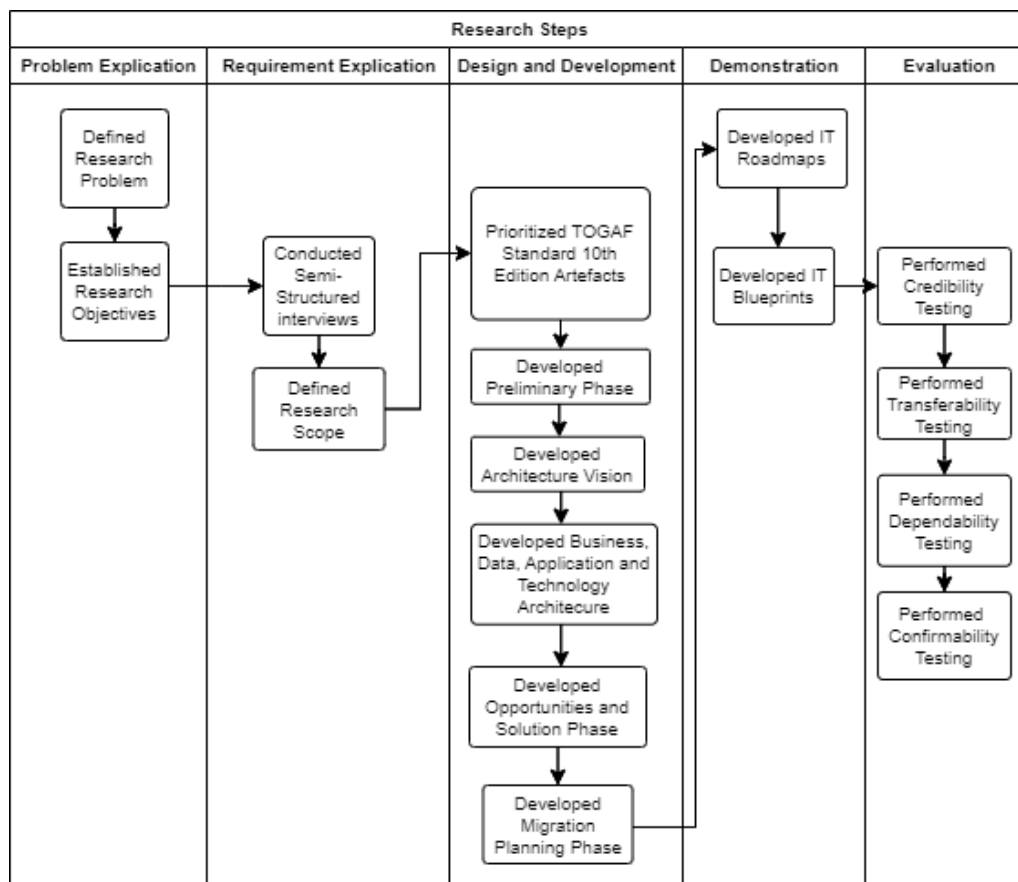 Research Steps
Problem Explication
Requirement Explication
Design and Development
Demonstration
Evaluation
Defined
Research
Problem
Established
Research
Objectives
Conducted
Semi-
Structured
interviews
Defined
Research
Scope
Prioritized TOGAF
Standard 10th
Edition Artefacts
Developed
Preliminary Phase
Developed
Architecture Vision
Developed Business,
Data, Application and
Technology
Architecure
Developed
Opportunities and
Solution Phase
Developed
Migration
Planning Phase
Developed IT
Roadmaps
Developed IT
Blueprints
Performed
Credibility
Testing
Performed
Transferability
Testing
Performed
Dependability
Testing
Performed
Confirmability
Testing